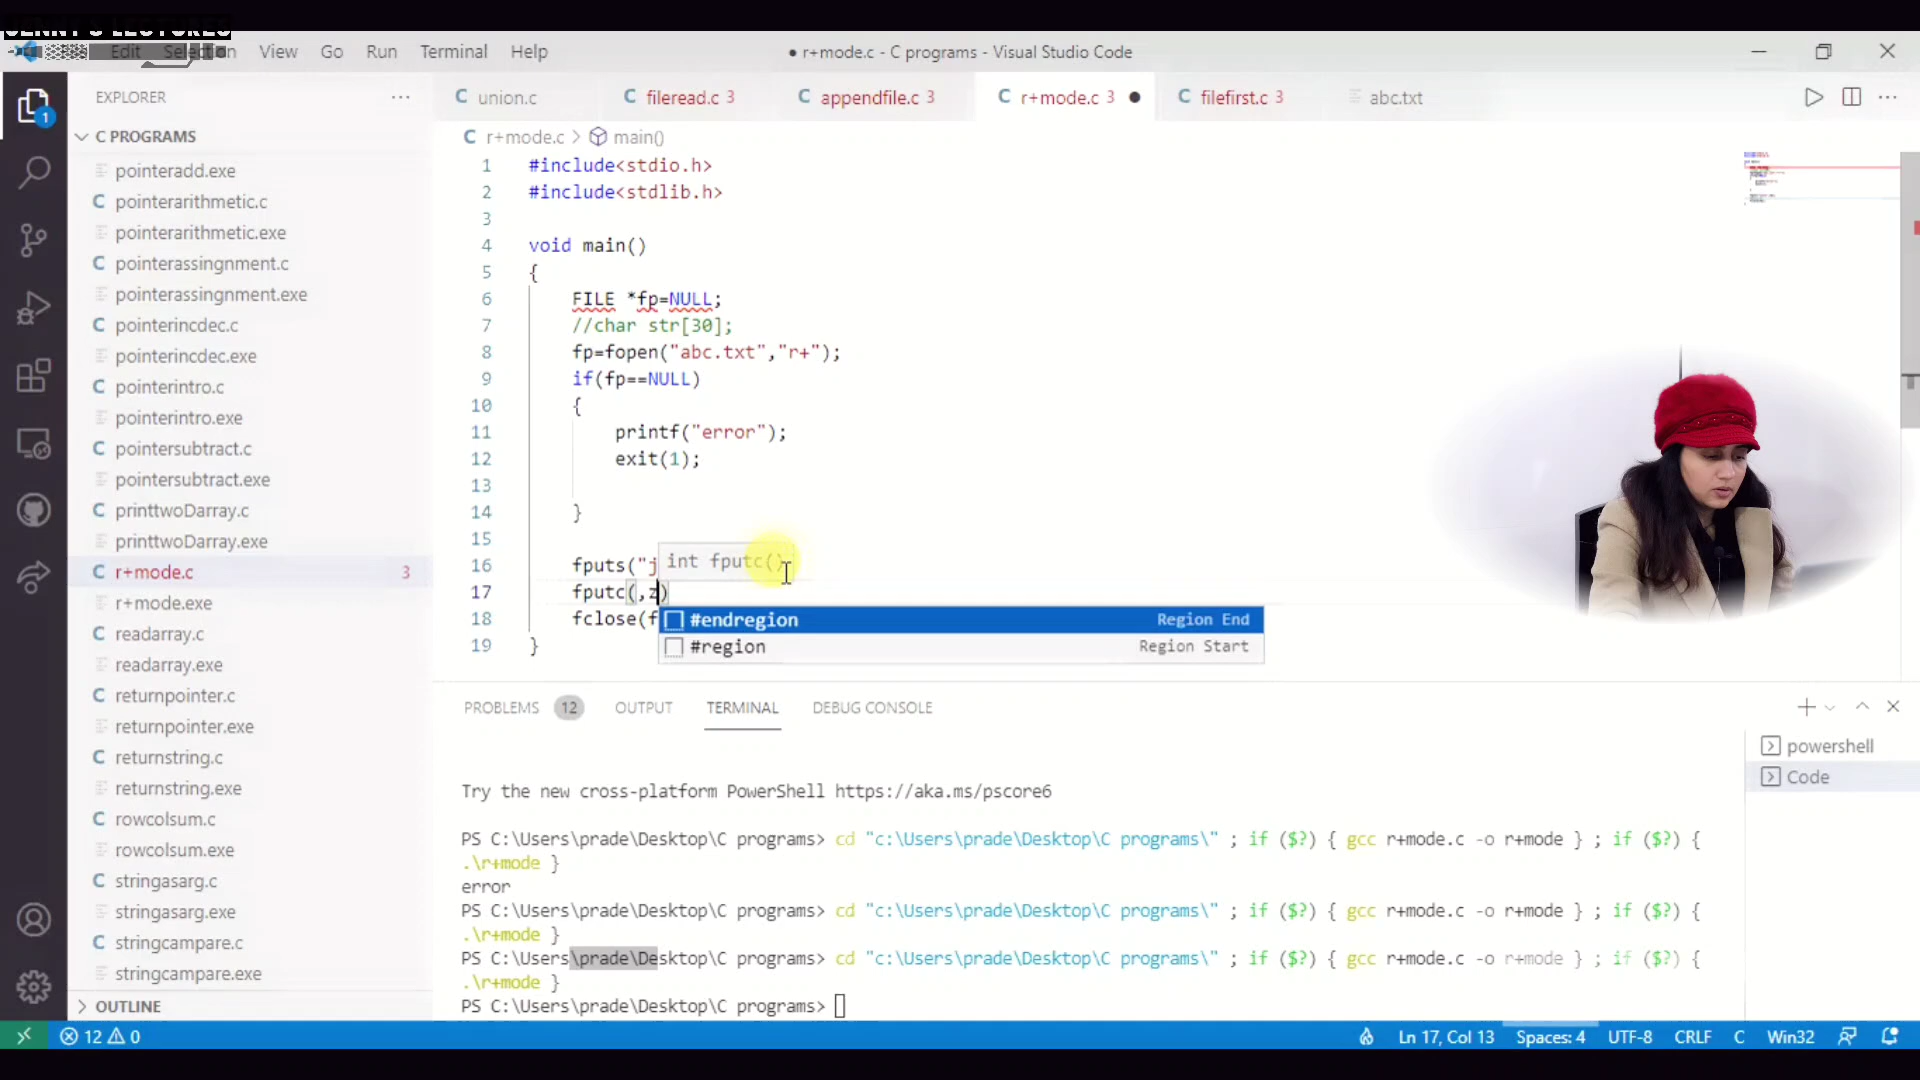 JENNY'S LECTURES
Edit Selection View Go Run Terminal Help
● r+mode.c - C programs - Visual Studio Code
EXPLORER
C PROGRAMS
pointeradd.exe
pointerarithmetic.c
pointerarithmetic.exe
pointerassingnment.c
pointerassingnment.exe
pointerincdec.c
pointerincdec.exe
pointerintro.c
pointerintro.exe
pointersubtract.c
pointersubtract.exe
printtwoDarray.c
printtwoDarray.exe
r+mode.c 3
r+mode.exe
readarray.c
readarray.exe
returnpointer.c
returnpointer.exe
returnstring.c
returnstring.exe
rowcolsum.c
rowcolsum.exe
stringasarg.c
stringasarg.exe
stringcampare.c
stringcampare.exe
OUTLINE
union.c fileread.c 3 appendfile.c 3 r+mode.c 3 ● filefirst.c 3 abc.txt
r+mode.c > main()
1 #include<stdio.h>
2 #include<stdlib.h>
3
4 void main()
5 {
6 FILE *fp=NULL;
7 //char str[30];
8 fp=fopen("abc.txt","r+");
9 if(fp==NULL)
10 {
11 printf("error");
12 exit(1);
13
14 }
15
16 fputs("j
int fputc()
17 fputc(,z)
18 fclose(f
#endregion Region End
#region Region Start
19 }
PROBLEMS 12 OUTPUT TERMINAL DEBUG CONSOLE
powershell
Code
Try the new cross-platform PowerShell https://aka.ms/pscore6
PS C:\Users\prade\Desktop\C programs> cd "c:\Users\prade\Desktop\C programs\" ; if ($?) { gcc r+mode.c -o r+mode } ; if ($?) {
.\r+mode }
error
PS C:\Users\prade\Desktop\C programs> cd "c:\Users\prade\Desktop\C programs\" ; if ($?) { gcc r+mode.c -o r+mode } ; if ($?) {
.\r+mode }
PS C:\Users\prade\Desktop\C programs> cd "c:\Users\prade\Desktop\C programs\" ; if ($?) { gcc r+mode.c -o r+mode } ; if ($?) {
.\r+mode }
PS C:\Users\prade\Desktop\C programs>
12 0 Ln 17, Col 13 Spaces: 4 UTF-8 CRLF C Win32